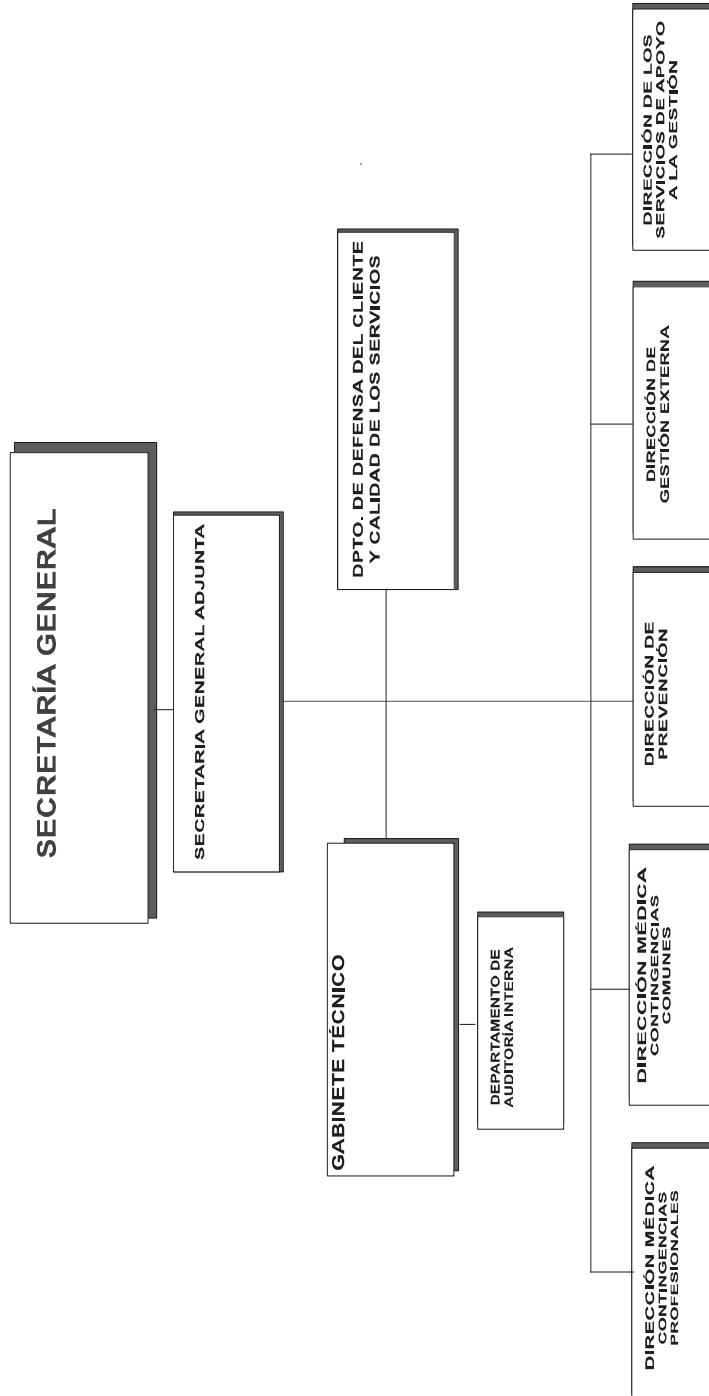 SECRETARÍA GENERAL
SECRETARIA GENERAL ADJUNTA
GABINETE TÉCNICO
DPTO. DE DEFENSA DEL CLIENTE
Y CALIDAD DE LOS SERVICIOS
DEPARTAMENTO DE
AUDITORÍA INTERNA
DIRECCIÓN MÉDICA
CONTINGENCIAS
PROFESIONALES
DIRECCIÓN MÉDICA
CONTINGENCIAS
COMUNES
DIRECCIÓN DE
PREVENCIÓN
DIRECCIÓN DE
GESTIÓN EXTERNA
DIRECCIÓN DE LOS
SERVICIOS DE APOYO
A LA GESTIÓN